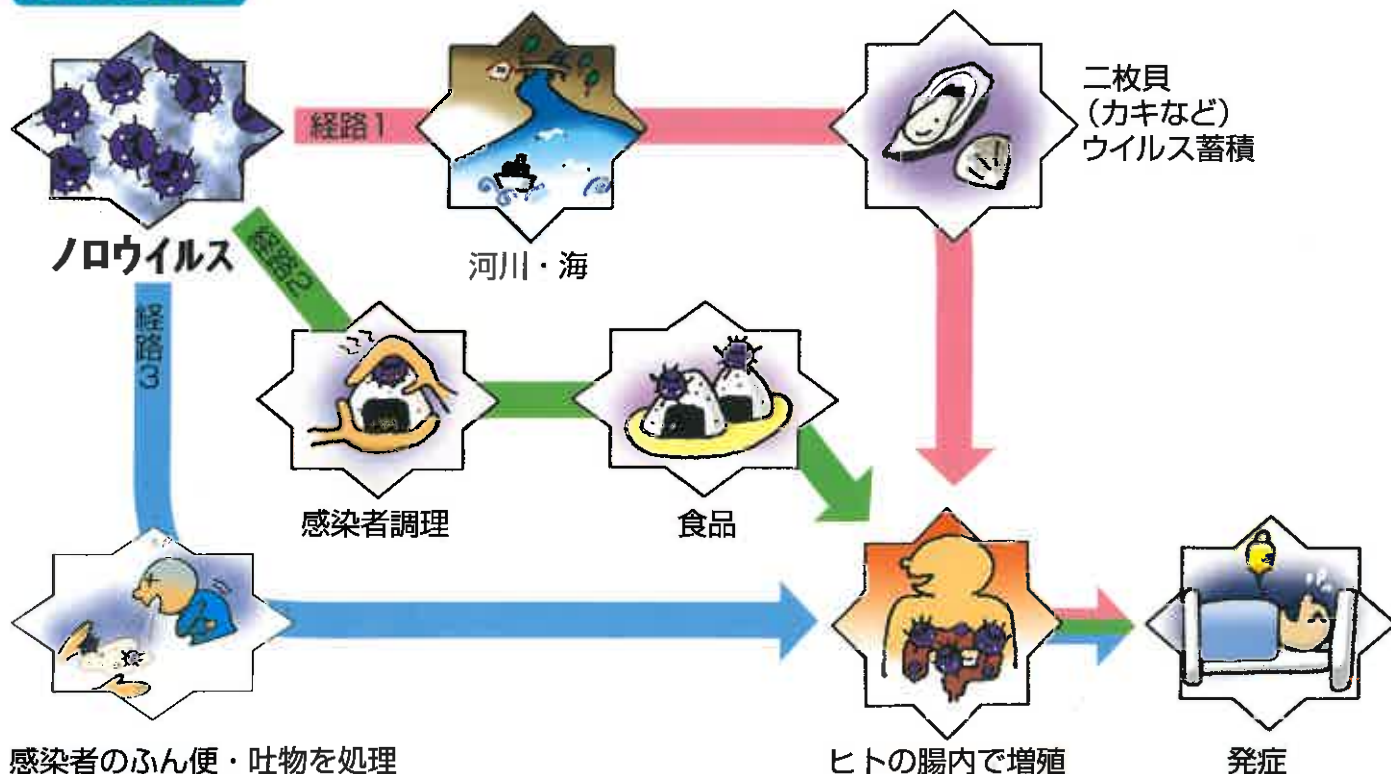 経路1
二枚貝
(カキなど)
ウイルス蓄積
ノロウイルス
河川・海
経路2
経路3
感染者調理
食品
感染者のふん便・吐物を処理
ヒトの腸内で増殖
発症